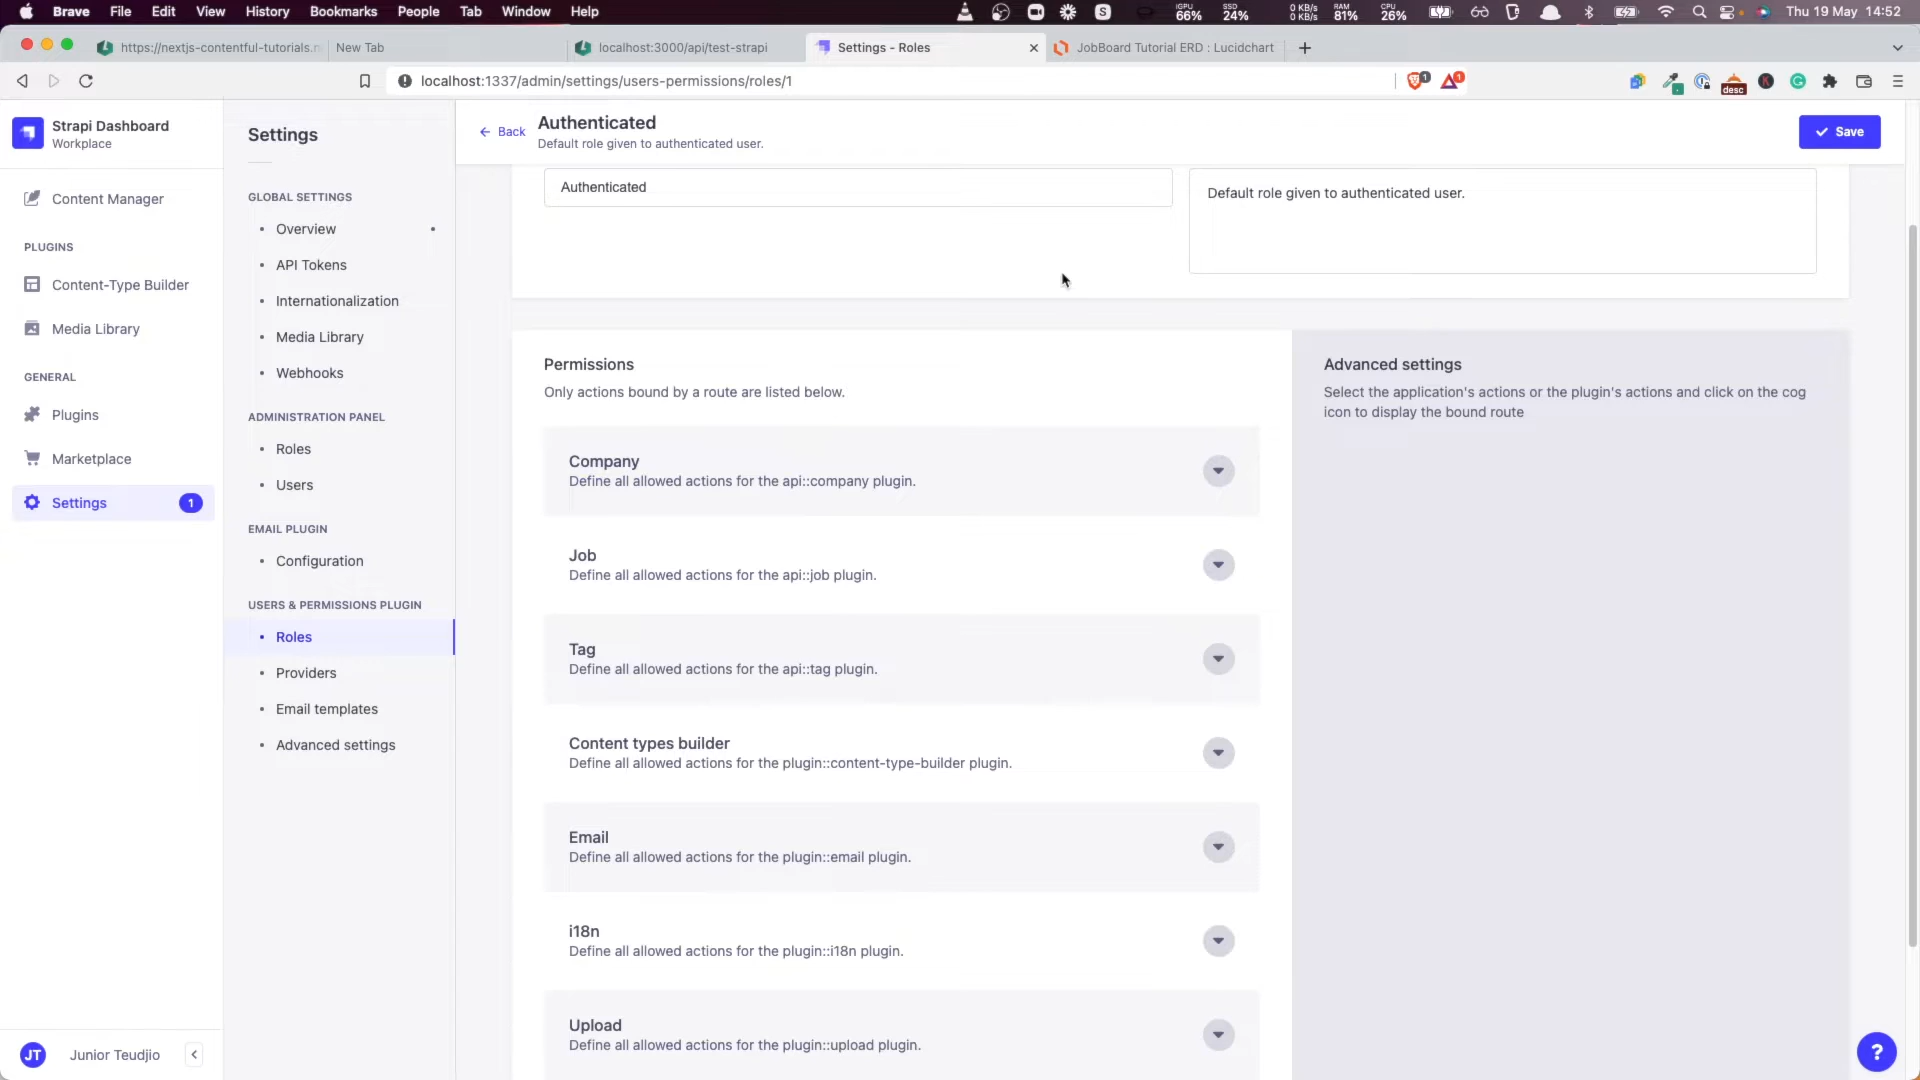 Brave File Edit View History Bookmarks People Tab Window Help
iGPU 66% SSD 24% 0 KB/s 0 KB/s RAM 81% CPU 26% Thu 19 May 14:52
https://nextjs-contentful-tutorials.n New Tab localhost:3000/api/test-strapi Settings - Roles JobBoard Tutorial ERD : Lucidchart
localhost:1337/admin/settings/users-permissions/roles/1
1
1
desc
Strapi Dashboard
Workplace
Content Manager
PLUGINS
Content-Type Builder
Media Library
GENERAL
Plugins
Marketplace
Settings 1
JT Junior Teudjio
Settings
GLOBAL SETTINGS
Overview
API Tokens
Internationalization
Media Library
Webhooks
ADMINISTRATION PANEL
Roles
Users
EMAIL PLUGIN
Configuration
USERS & PERMISSIONS PLUGIN
Roles
Providers
Email templates
Advanced settings
Back
Authenticated
Default role given to authenticated user.
Save
Authenticated
Default role given to authenticated user.
Permissions
Only actions bound by a route are listed below.
Company
Define all allowed actions for the api::company plugin.
Job
Define all allowed actions for the api::job plugin.
Tag
Define all allowed actions for the api::tag plugin.
Content types builder
Define all allowed actions for the plugin::content-type-builder plugin.
Email
Define all allowed actions for the plugin::email plugin.
i18n
Define all allowed actions for the plugin::i18n plugin.
Upload
Define all allowed actions for the plugin::upload plugin.
Advanced settings
Select the application's actions or the plugin's actions and click on the cog
icon to display the bound route
?